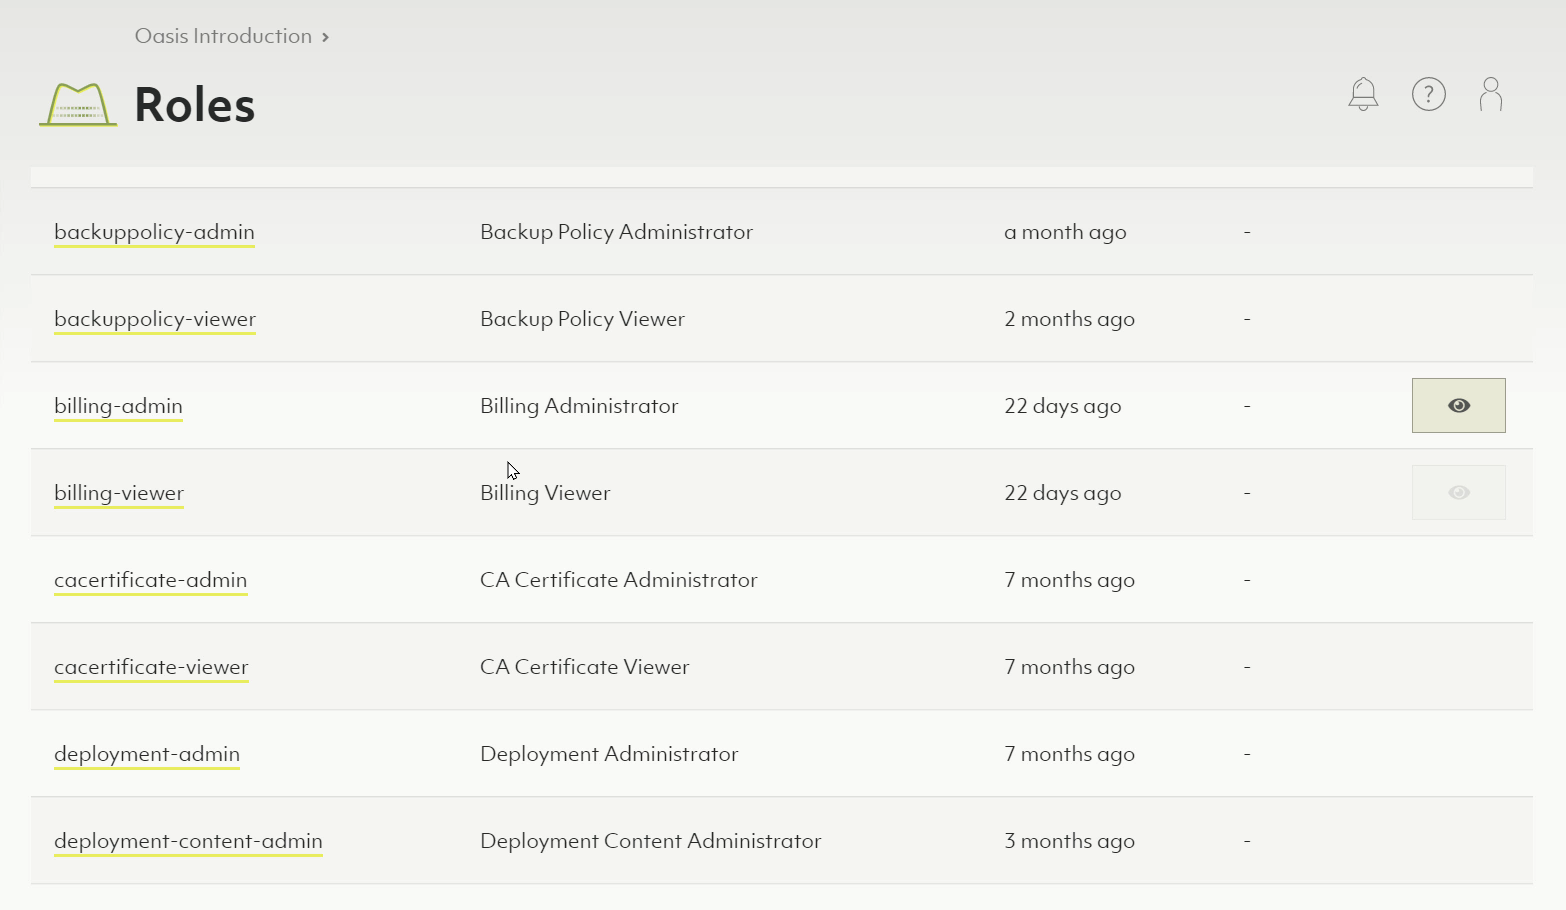 Oasis Introduction ›
Roles
?
backuppolicy-admin Backup Policy Administrator a month ago -
backuppolicy-viewer Backup Policy Viewer 2 months ago -
billing-admin Billing Administrator 22 days ago -
billing-viewer Billing Viewer 22 days ago -
cacertificate-admin CA Certificate Administrator 7 months ago -
cacertificate-viewer CA Certificate Viewer 7 months ago -
deployment-admin Deployment Administrator 7 months ago -
deployment-content-admin Deployment Content Administrator 3 months ago -